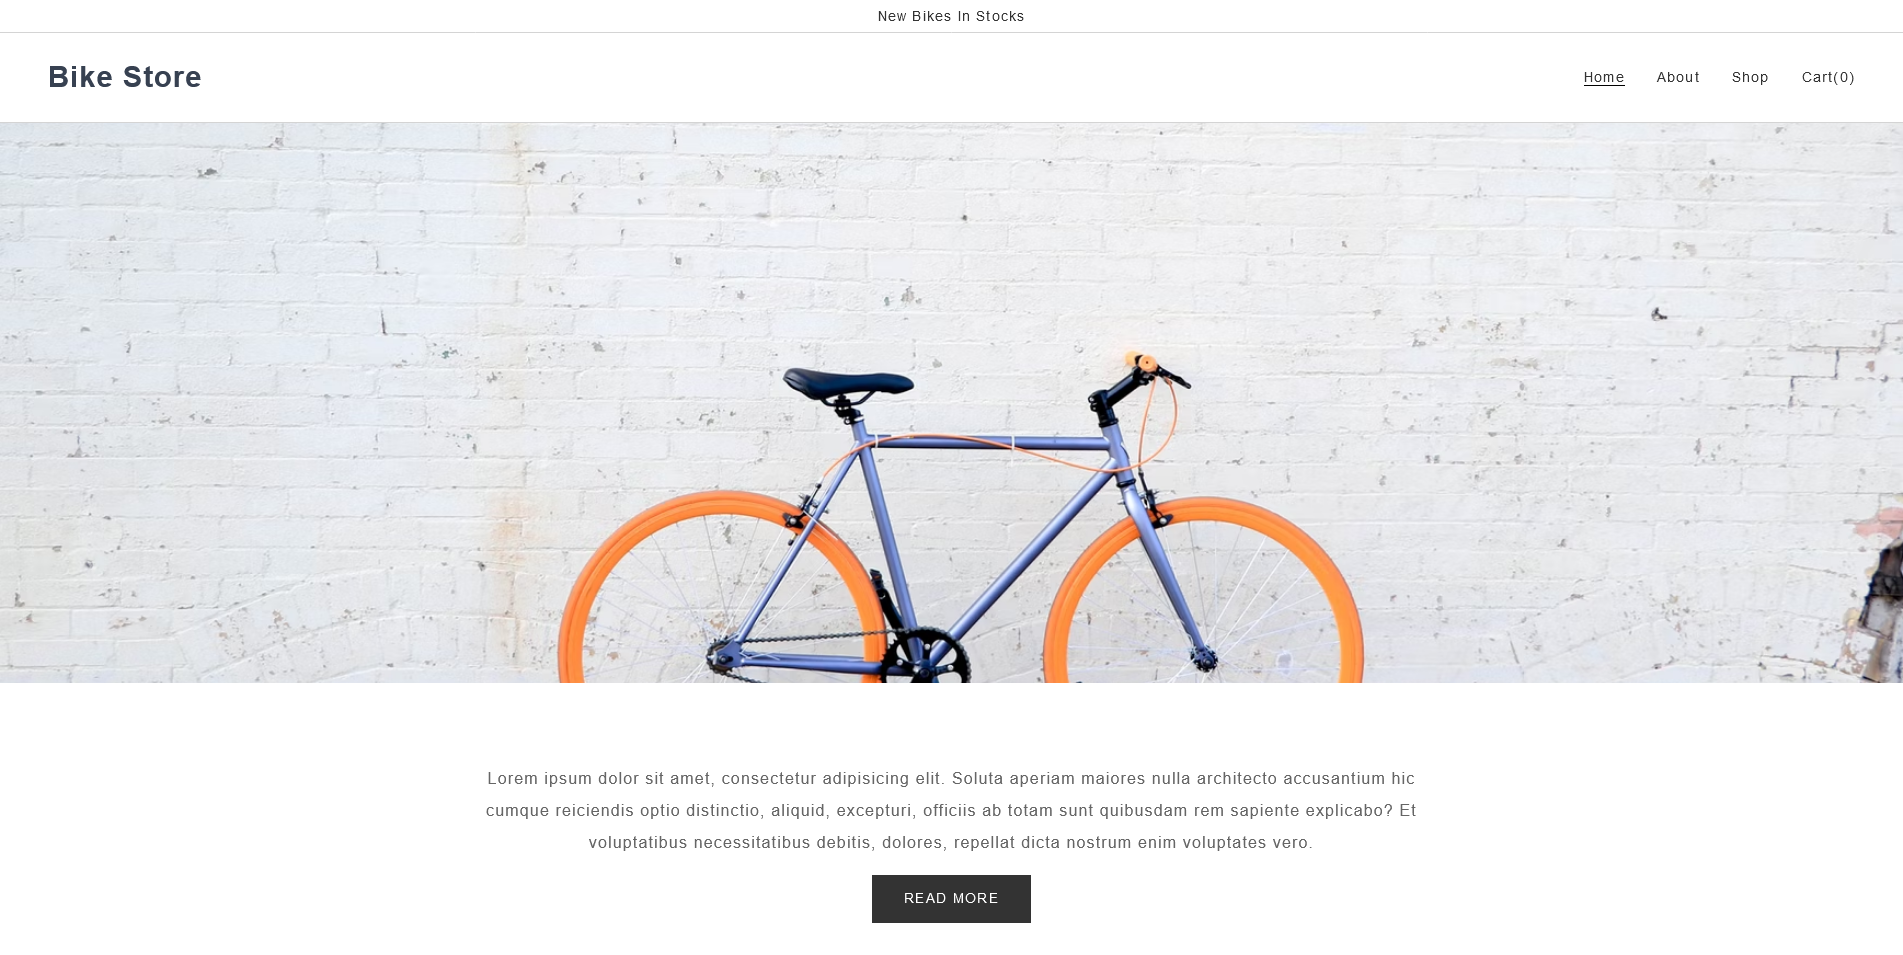 New Bikes In Stocks
Bike Store
Home About Shop Cart(0)
Lorem ipsum dolor sit amet, consectetur adipisicing elit. Soluta aperiam maiores nulla architecto accusantium hic
cumque reiciendis optio distinctio, aliquid, excepturi, officiis ab totam sunt quibusdam rem sapiente explicabo? Et
voluptatibus necessitatibus debitis, dolores, repellat dicta nostrum enim voluptates vero.
READ MORE